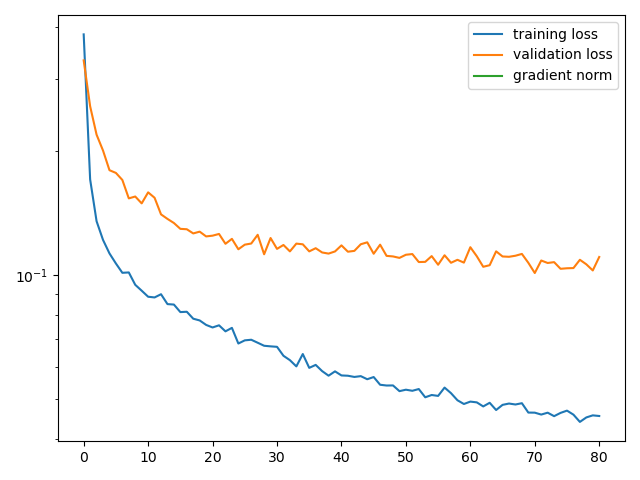 training loss
validation loss
gradient norm
10⁻¹
0 10 20 30 40 50 60 70 80